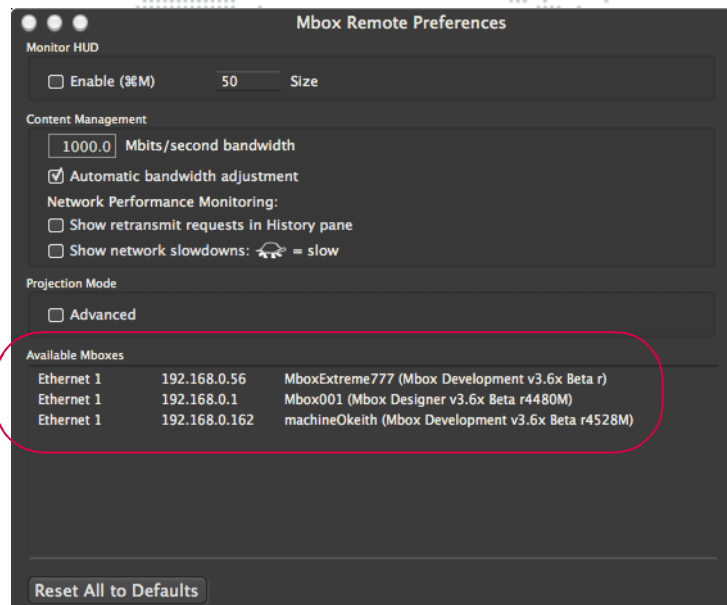 Mbox Remote Preferences
Monitor HUD
Enable (⌘M) 50 Size
Content Management
1000.0 Mbits/second bandwidth
Automatic bandwidth adjustment
Network Performance Monitoring:
Show retransmit requests in History pane
Show network slowdowns: = slow
Projection Mode
Advanced
Available Mboxes
Ethernet 1 192.168.0.56 MboxExtreme777 (Mbox Development v3.6x Beta r)
Ethernet 1 192.168.0.1 Mbox001 (Mbox Designer v3.6x Beta r4480M)
Ethernet 1 192.168.0.162 machineOkeith (Mbox Development v3.6x Beta r4528M)
Reset All to Defaults